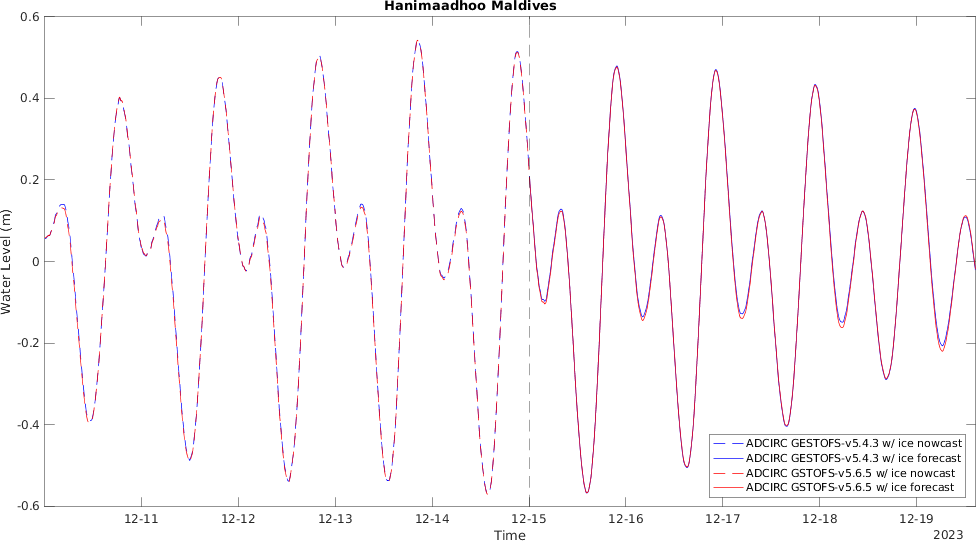 Hanimaadhoo Maldives
0.6
0.4
0.2
0
-0.2
-0.4
-0.6
Water Level (m)
12-11 12-12 12-13 12-14 12-15 12-16 12-17 12-18 12-19
Time
2023
ADCIRC GESTOFS-v5.4.3 w/ ice nowcast
ADCIRC GESTOFS-v5.4.3 w/ ice forecast
ADCIRC GSTOFS-v5.6.5 w/ ice nowcast
ADCIRC GSTOFS-v5.6.5 w/ ice forecast